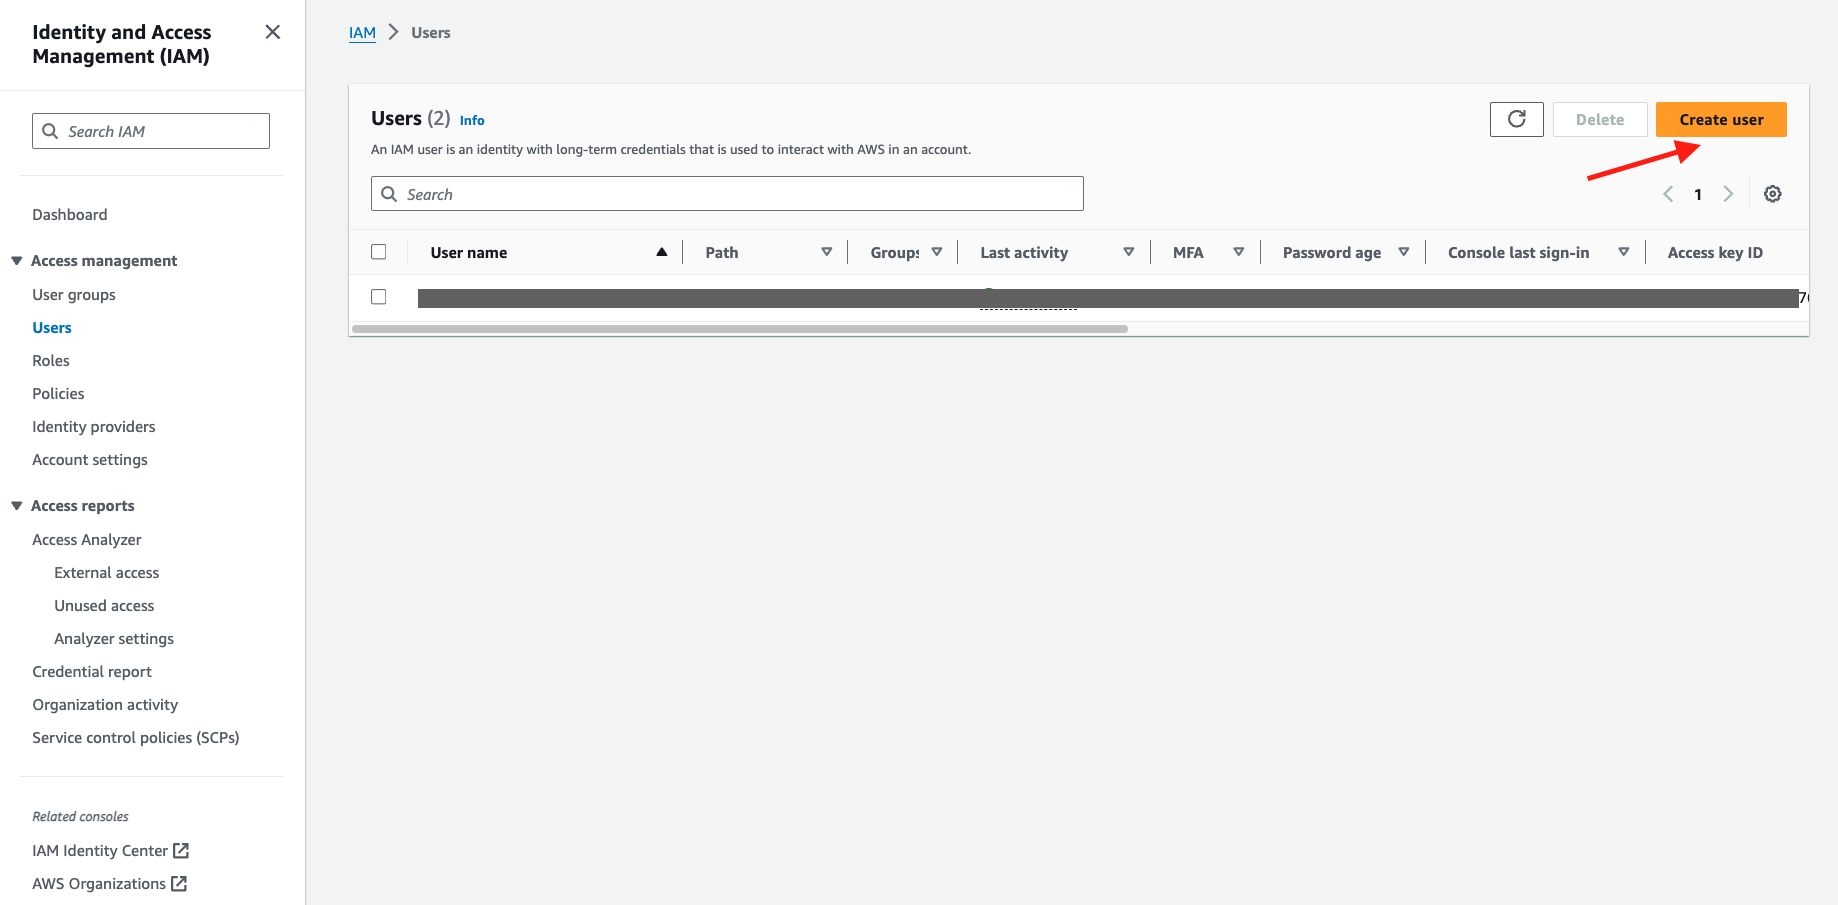 Identity and Access
Management (IAM)
Search IAM
Dashboard
Access management
User groups
Users
Roles
Policies
Identity providers
Account settings
Access reports
Access Analyzer
External access
Unused access
Analyzer settings
Credential report
Organization activity
Service control policies (SCPs)
Related consoles
IAM Identity Center
AWS Organizations
IAM > Users
Users (2) Info
Delete
Create user
An IAM user is an identity with long-term credentials that is used to interact with AWS in an account.
Search
1
User name Path Groups Last activity MFA Password age Console last sign-in Access key ID